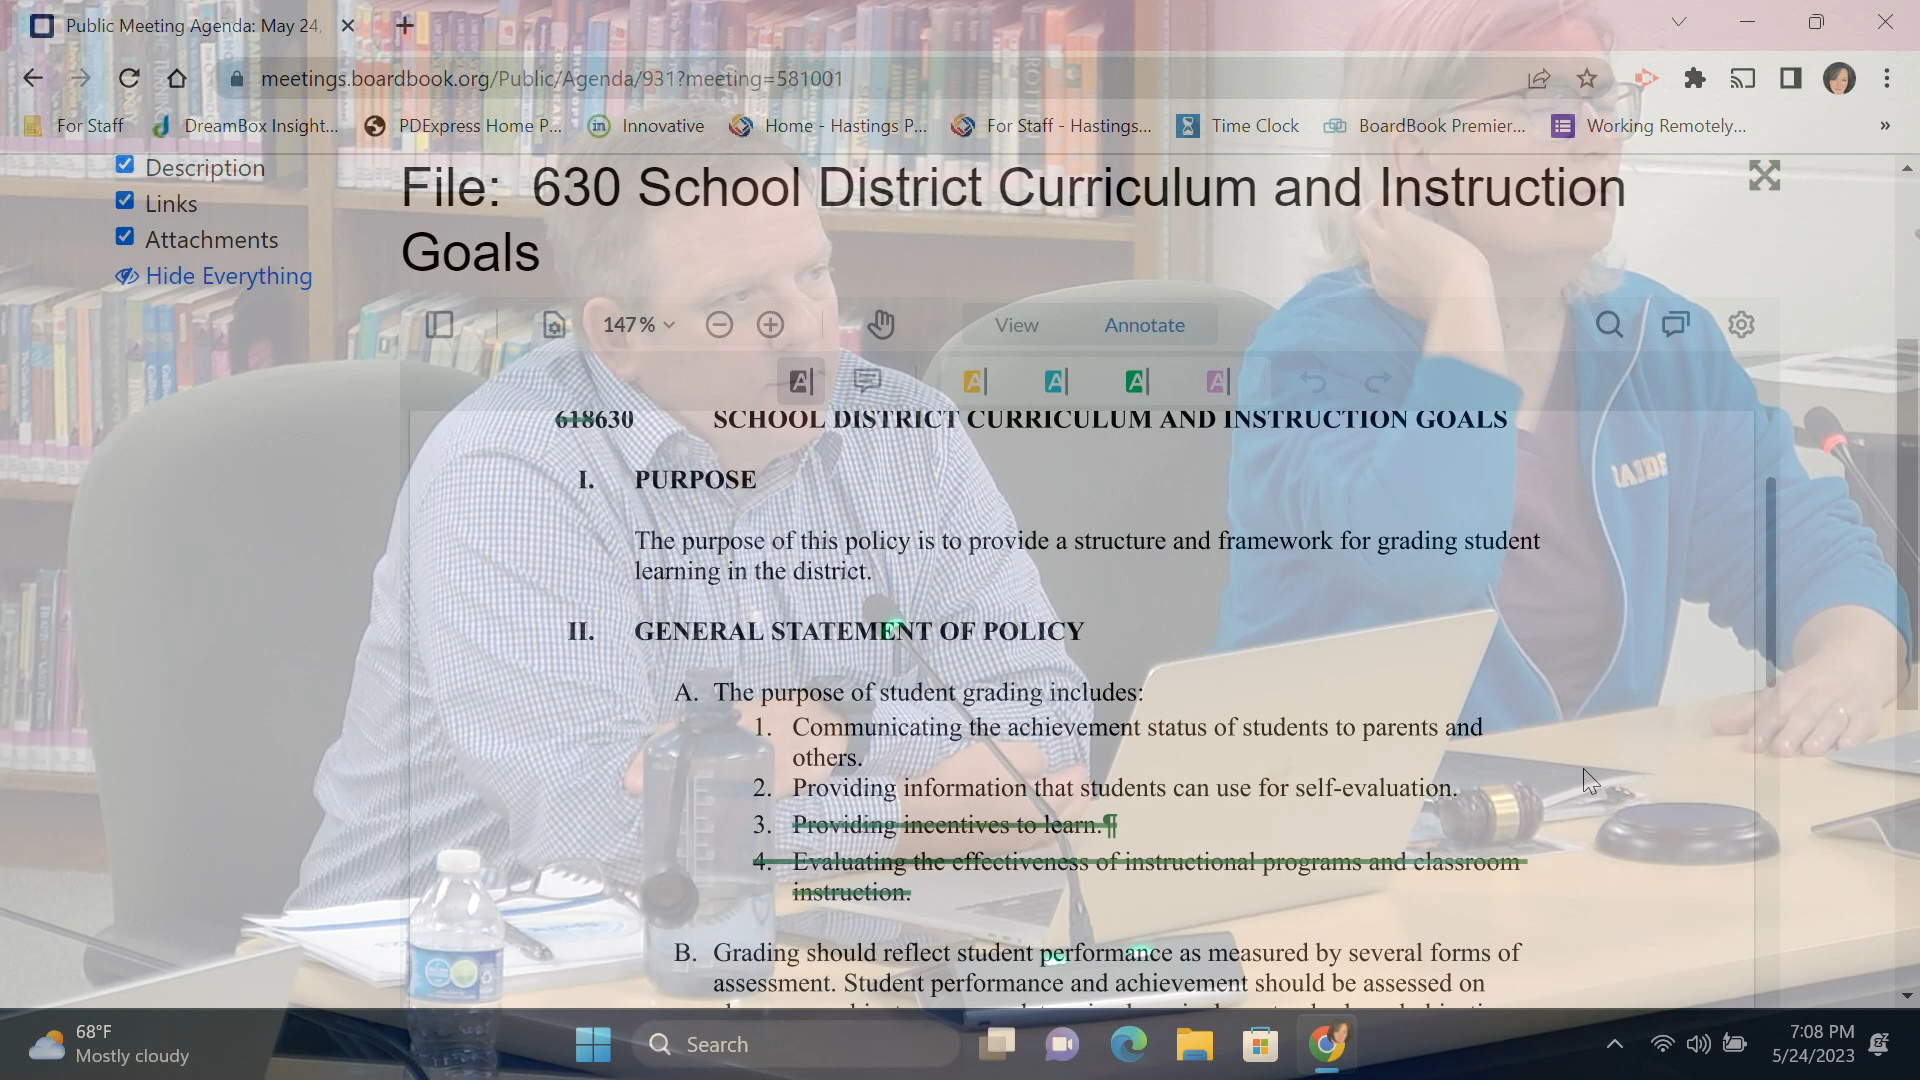 Public Meeting Agenda: May 24,
meetings.boardbook.org/Public/Agenda/931?meeting=581001
For Staff
DreamBox Insight...
PDExpress Home P...
Innovative
Home - Hastings P...
For Staff - Hastings...
Time Clock
BoardBook Premier...
Working Remotely...
»
Description
Links
Attachments
Hide Everything
File: 630 School District Curriculum and Instruction
Goals
147%
View
Annotate
618630 SCHOOL DISTRICT CURRICULUM AND INSTRUCTION GOALS
I. PURPOSE
The purpose of this policy is to provide a structure and framework for grading student
learning in the district.
II. GENERAL STATEMENT OF POLICY
A. The purpose of student grading includes:
1. Communicating the achievement status of students to parents and
others.
2. Providing information that students can use for self-evaluation.
3. Providing incentives to learn.¶
4. Evaluating the effectiveness of instructional programs and classroom
instruction.
B. Grading should reflect student performance as measured by several forms of
assessment. Student performance and achievement should be assessed on
68°F
Mostly cloudy
Search
7:08 PM
5/24/2023